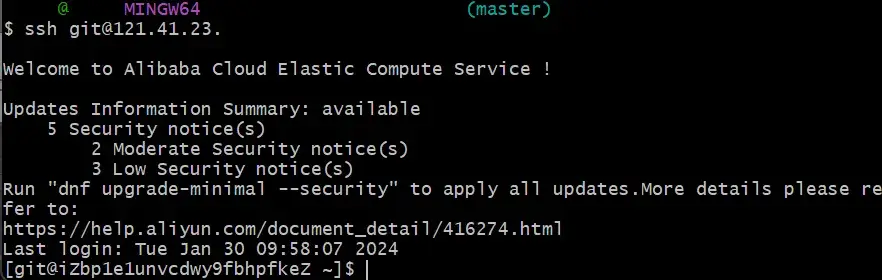 @ MINGW64 (master)
$ ssh git@121.41.23.
Welcome to Alibaba Cloud Elastic Compute Service !
Updates Information Summary: available
5 Security notice(s)
2 Moderate Security notice(s)
3 Low Security notice(s)
Run "dnf upgrade-minimal --security" to apply all updates.More details please re
fer to:
https://help.aliyun.com/document_detail/416274.html
Last login: Tue Jan 30 09:58:07 2024
[git@iZbp1e1unvcdwy9fbhpfkeZ ~]$